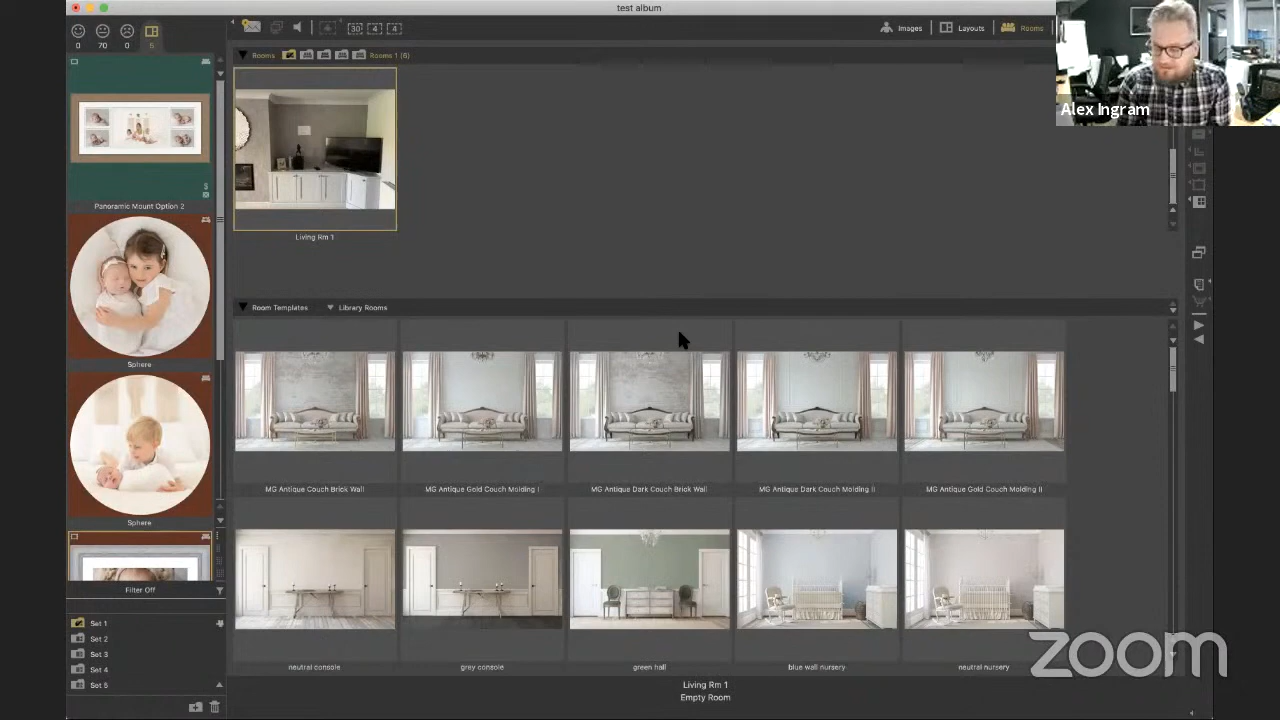 test album
0
70
0
5
30
4
4
Images
Layouts
Rooms
Alex Ingram
Rooms
Rooms 1 (6)
Panoramic Mount Option 2
Living Rm 1
Sphere
Room Templates
Library Rooms
MG Antique Couch Brick Wall
MG Antique Gold Couch Molding I
MG Antique Dark Couch Brick Wall
MG Antique Dark Couch Molding II
MG Antique Gold Couch Molding II
Sphere
Filter Off
Set 1
Set 2
Set 3
Set 4
Set 5
neutral console
grey console
green hall
blue wall nursery
neutral nursery
zoom
Living Rm 1
Empty Room